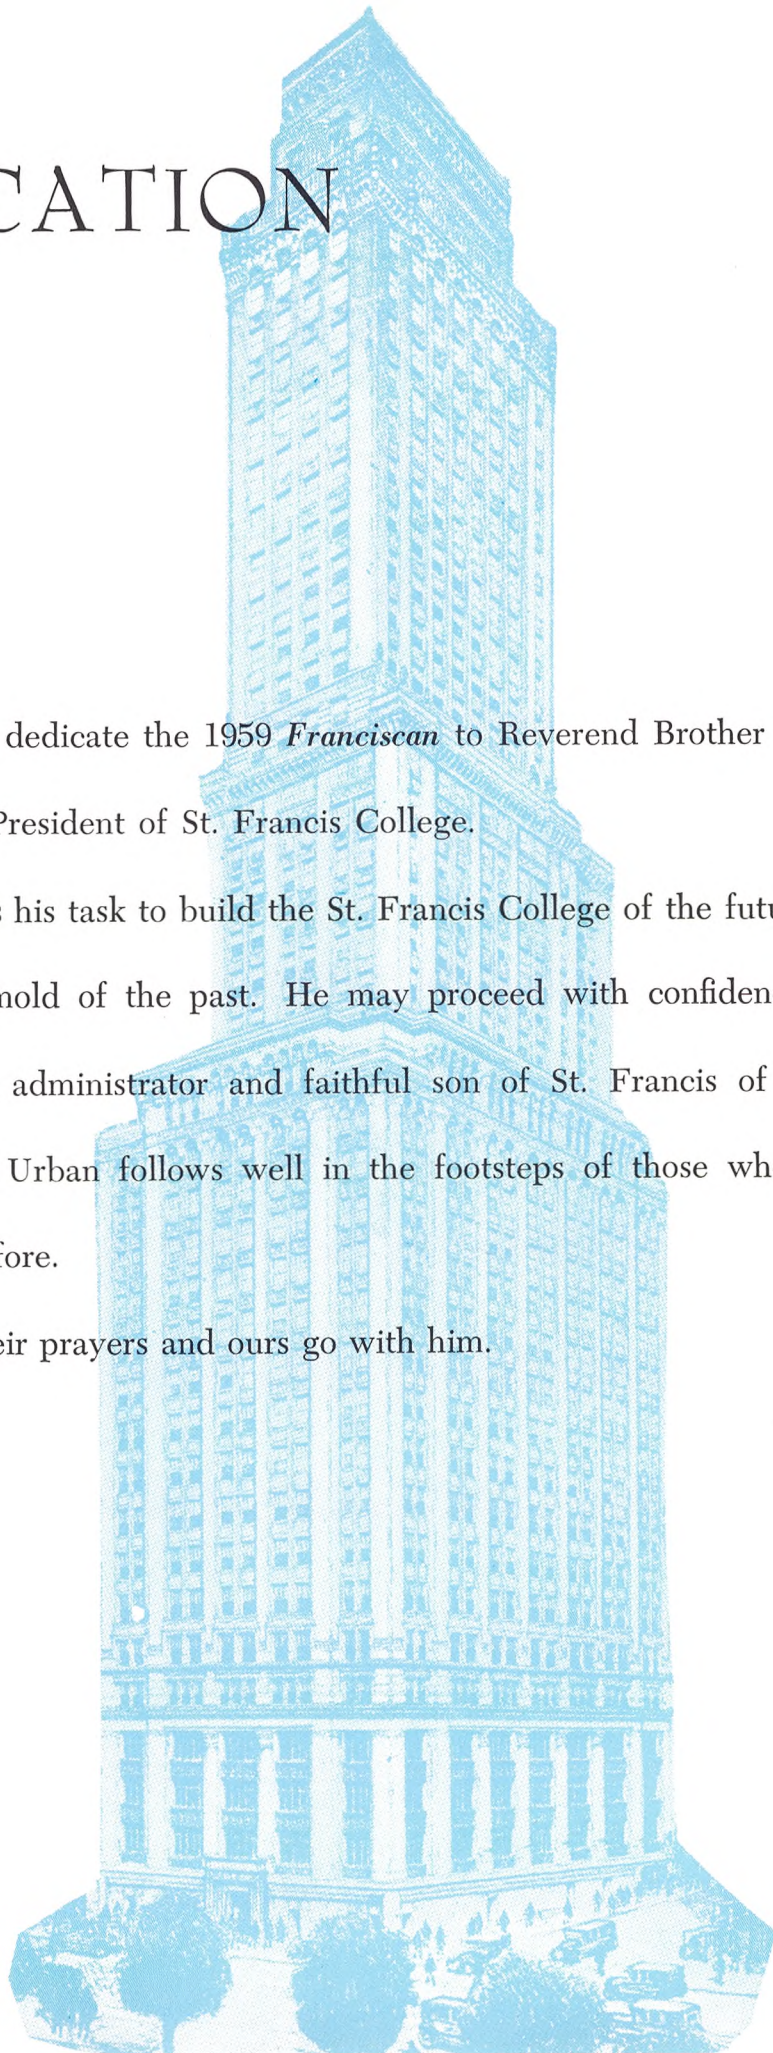 CATION
dedicate the 1959 Franciscan to Reverend Brother
President of St. Francis College.
his task to build the St. Francis College of the futu
mold of the past. He may proceed with confiden
administrator and faithful son of St. Francis of
Urban follows well in the footsteps of those wh
fore.
eir prayers and ours go with him.